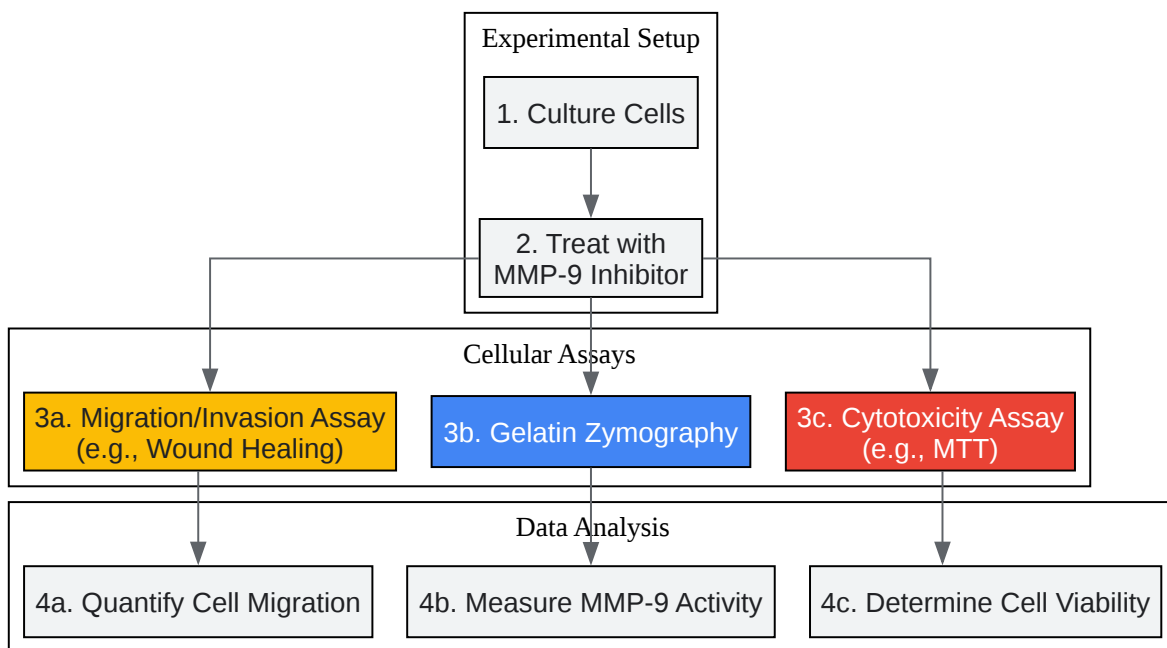 Experimental Setup
1. Culture Cells
2. Treat with
MMP-9 Inhibitor
Cellular Assays
3a. Migration/Invasion Assay
(e.g., Wound Healing)
3b. Gelatin Zymography
3c. Cytotoxicity Assay
(e.g., MTT)
Data Analysis
4a. Quantify Cell Migration
4b. Measure MMP-9 Activity
4c. Determine Cell Viability